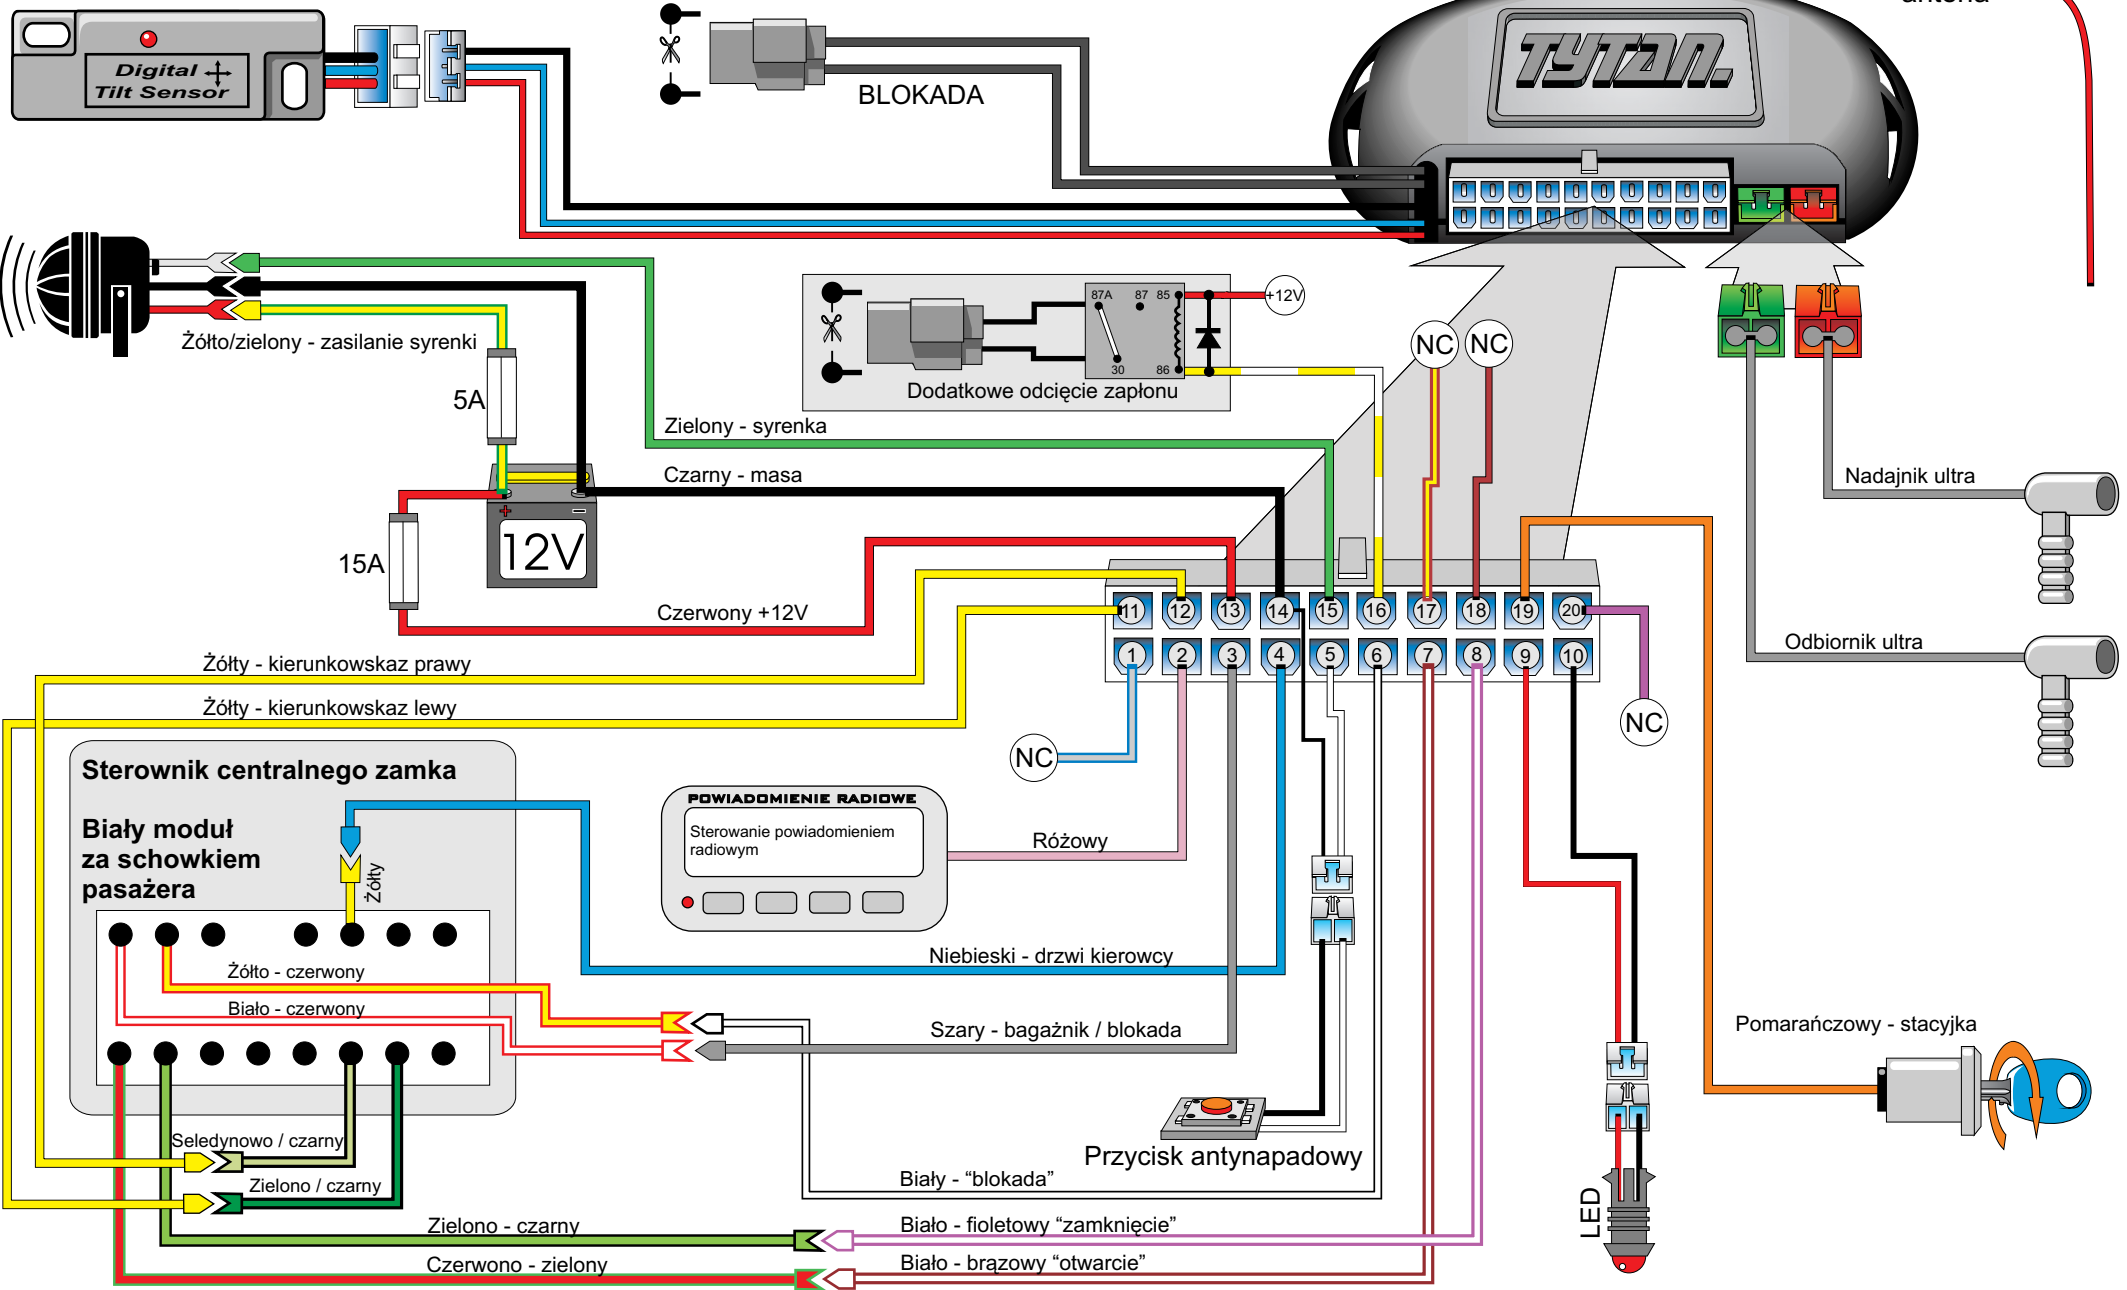 antena
Digital
Tilt Sensor
BLOKADA
TYTAN.
Żółto/zielony - zasilanie syrenki
5A
87A 87 85
30 86
+12V
Dodatkowe odcięcie zapłonu
NC NC
Zielony - syrenka
Czarny - masa
Nadajnik ultra
+ −
12V
15A
Czerwony +12V
11 12 13 14 15 16 17 18 19 20
1 2 3 4 5 6 7 8 9 10
Odbiornik ultra
Żółty - kierunkowskaz prawy
Żółty - kierunkowskaz lewy
NC
NC
Sterownik centralnego zamka
Biały moduł
za schowkiem
pasażera
Żółty
POWIADOMIENIE RADIOWE
Sterowanie powiadomieniem
radiowym
Różowy
Niebieski - drzwi kierowcy
Żółto - czerwony
Biało - czerwony
Szary - bagażnik / blokada
Pomarańczowy - stacyjka
Seledynowo / czarny
Przycisk antynapadowy
Zielono / czarny
Biały - “blokada”
LED
Zielono - czarny
Biało - fioletowy “zamknięcie”
Czerwono - zielony
Biało - brązowy “otwarcie”